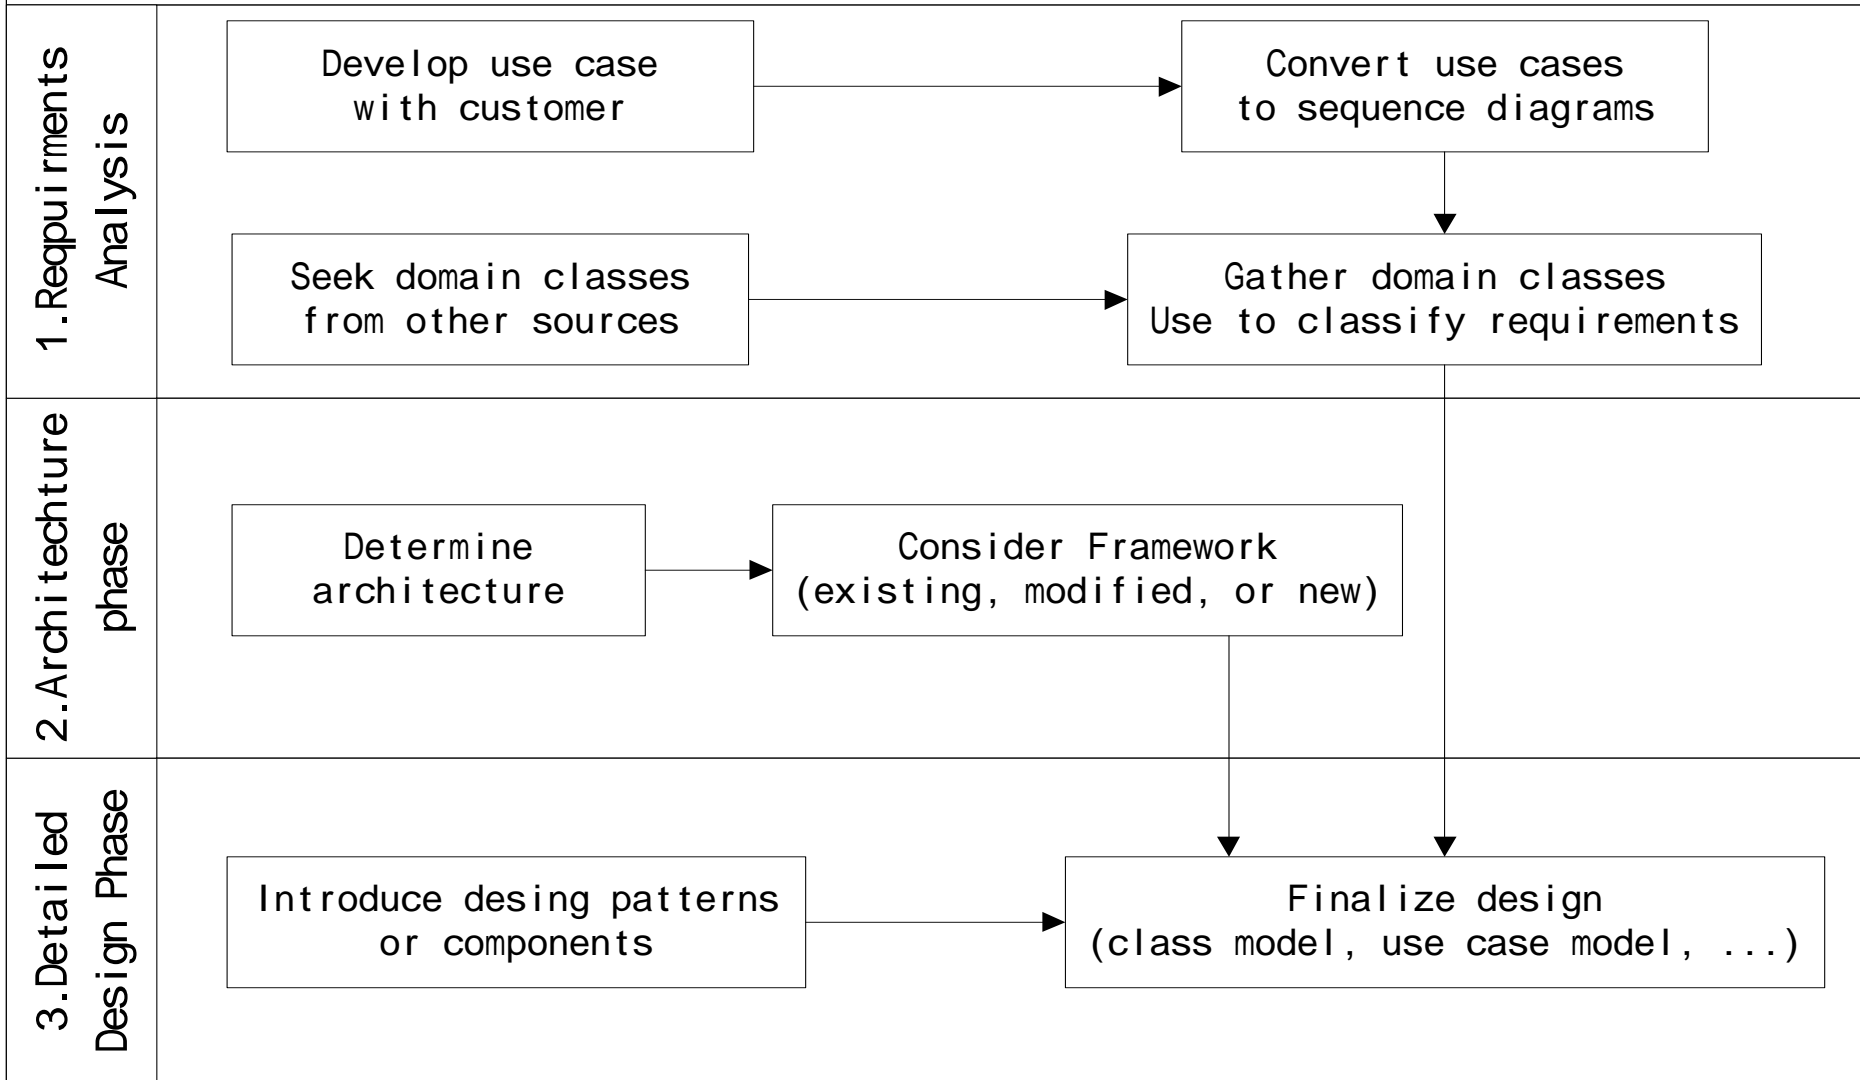 1.Reqpuirments
Analysis
Develop use case
with customer
Convert use cases
to sequence diagrams
Seek domain classes
from other sources
Gather domain classes
Use to classify requirements
2.Architechture
phase
Determine
architecture
Consider Framework
(existing, modified, or new)
3.Detailed
Design Phase
Introduce desing patterns
or components
Finalize design
(class model, use case model, ...)